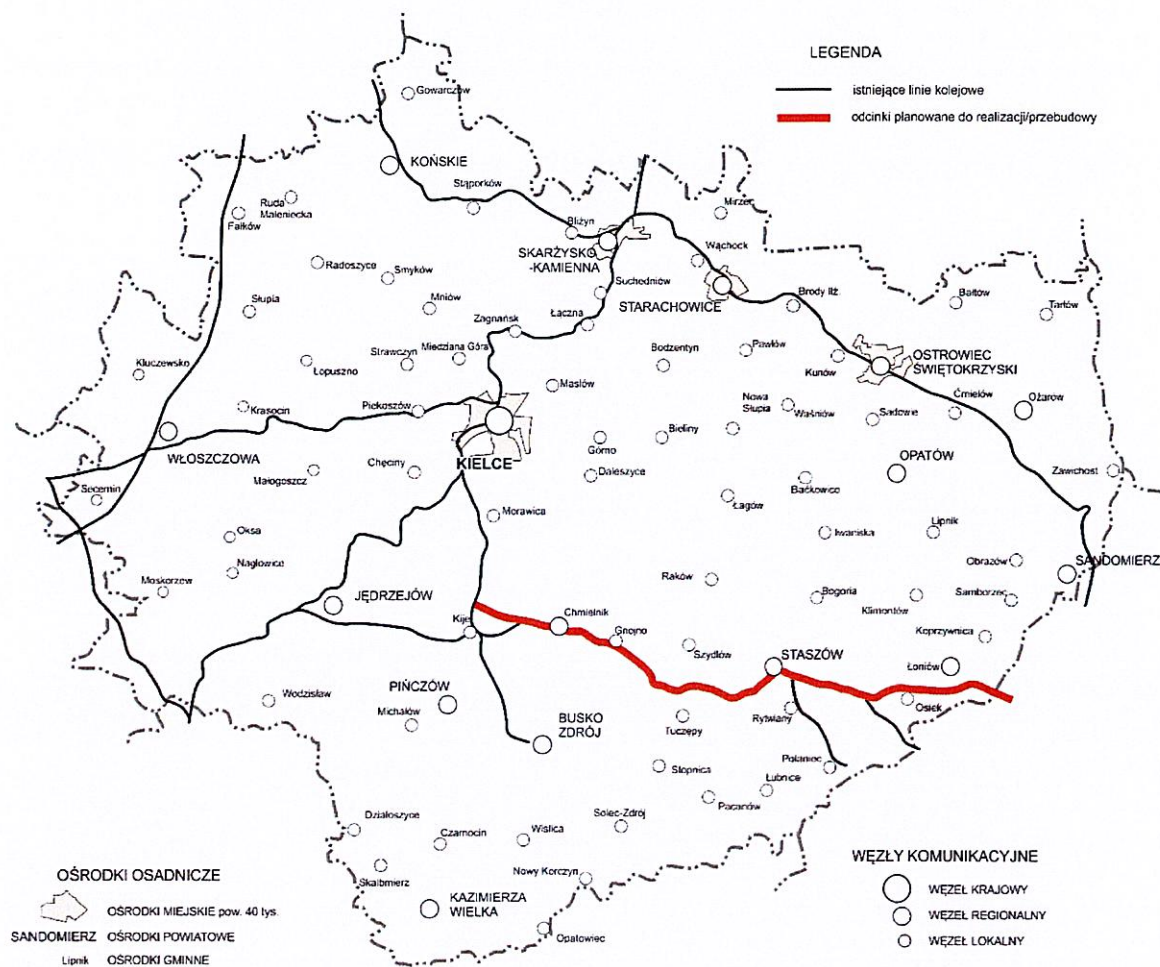 LEGENDA
istniejące linie kolejowe
odcinki planowane do realizacji/przebudowy
Gowarczów
KOŃSKIE
Stąporków
Ruda
Maleniecka
Fałków
Bliżyn
Mirzec
SKARŻYSKO
-KAMIENNA
Wąchock
Radoszyce
Smyków
Suchedniów
STARACHOWICE
Brody Iłż.
Bałtów
Tarłów
Słupia
Mniów
Łączna
Zagnańsk
Kluczewsko
Łopuszno
Strawczyn
Miedziana Góra
Bodzentyn
Pawłów
Kunów
OSTROWIEC
ŚWIĘTOKRZYSKI
Masłów
Krasocin
Piekoszów
Nowa
Słupia
Waśniów
Sadowie
Ćmielów
Ożarów
WŁOSZCZOWA
KIELCE
Górno
Bieliny
Małogoszcz
Chęciny
Daleszyce
OPATÓW
Zawichost
Secemin
Łagów
Baćkowice
Morawica
Oksa
Iwaniska
Lipnik
Nagłowice
Moskorzew
Raków
Obrazów
SANDOMIERZ
JĘDRZEJÓW
Bogoria
Klimontów
Samborzec
Kije
Chmielnik
Gnojno
Szydłów
STASZÓW
Koprzywnica
Łoniów
Wodzisław
PIŃCZÓW
Michałów
BUSKO
ZDRÓJ
Tuczępy
Rytwiany
Osiek
Stopnica
Połaniec
Łubnice
Pacanów
Działoszyce
Czarnocin
Wiślica
Solec-Zdrój
Skalbmierz
Nowy Korczyn
KAZIMIERZA
WIELKA
Opatowiec
OŚRODKI OSADNICZE
OŚRODKI MIEJSKIE pow. 40 tys.
SANDOMIERZ OŚRODKI POWIATOWE
Lipnik OŚRODKI GMINNE
WĘZŁY KOMUNIKACYJNE
WĘZEŁ KRAJOWY
WĘZEŁ REGIONALNY
WĘZEŁ LOKALNY